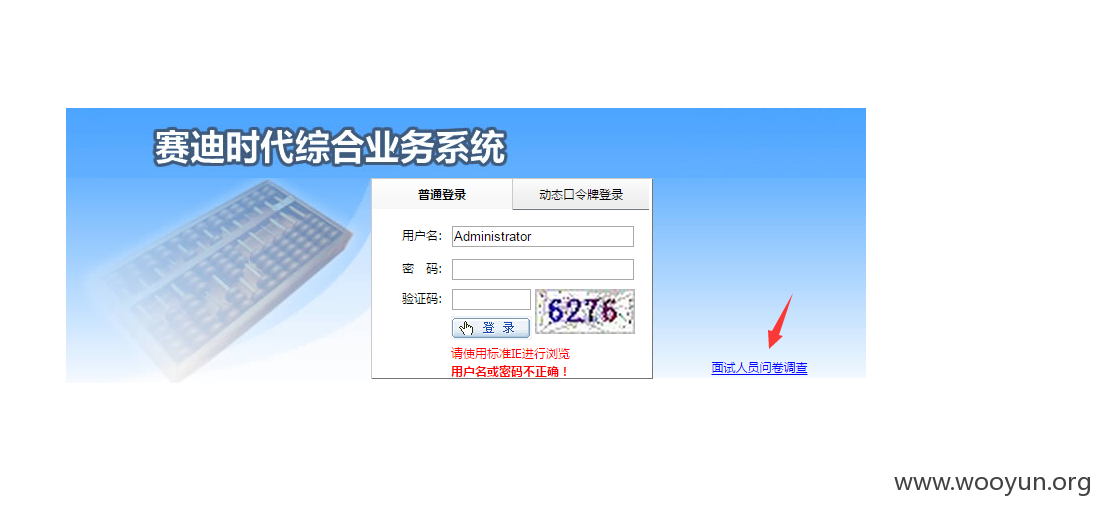 赛迪时代综合业务系统
普通登录 动态口令牌登录
用户名: Administrator
密 码:
验证码: 6276
登 录
请使用标准IE进行浏览
用户名或密码不正确！
面试人员问卷调查
www.wooyun.org